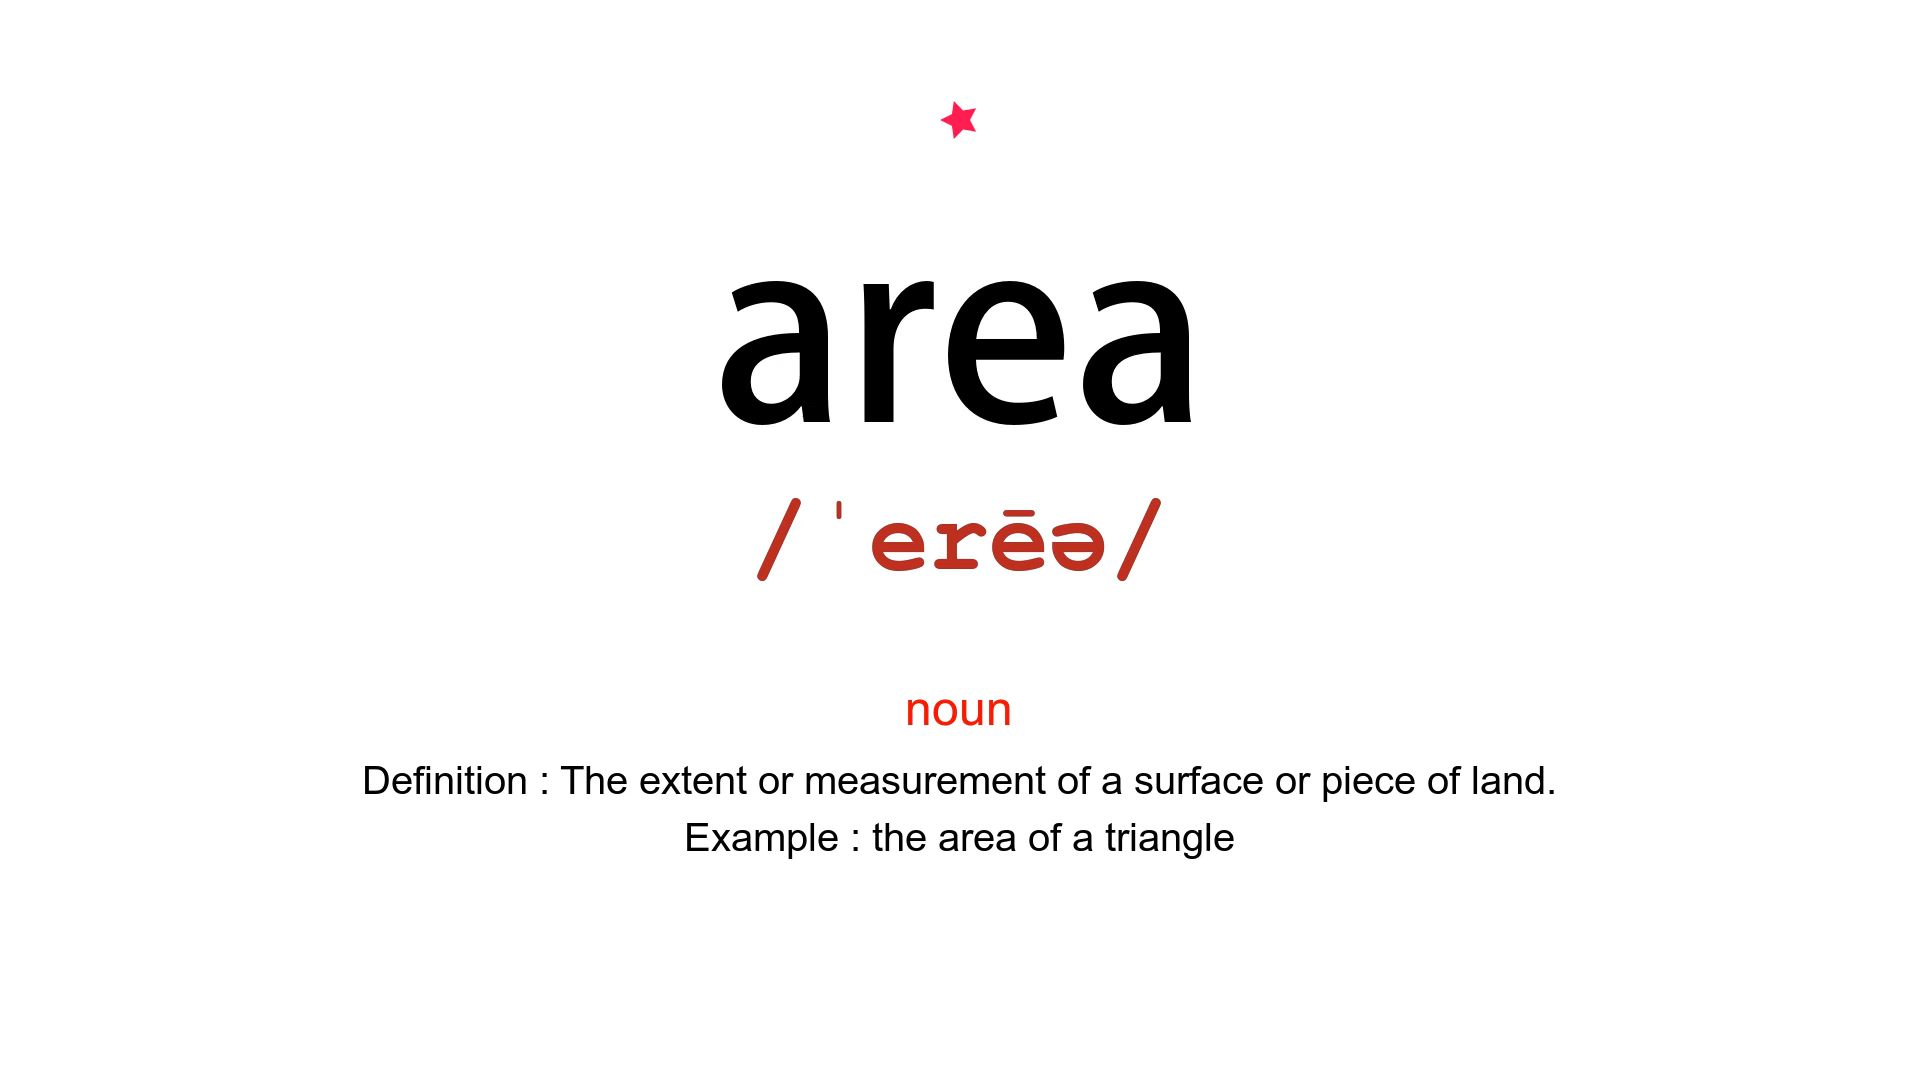 area
/ˈerēə/
noun
Definition : The extent or measurement of a surface or piece of land.
Example : the area of a triangle